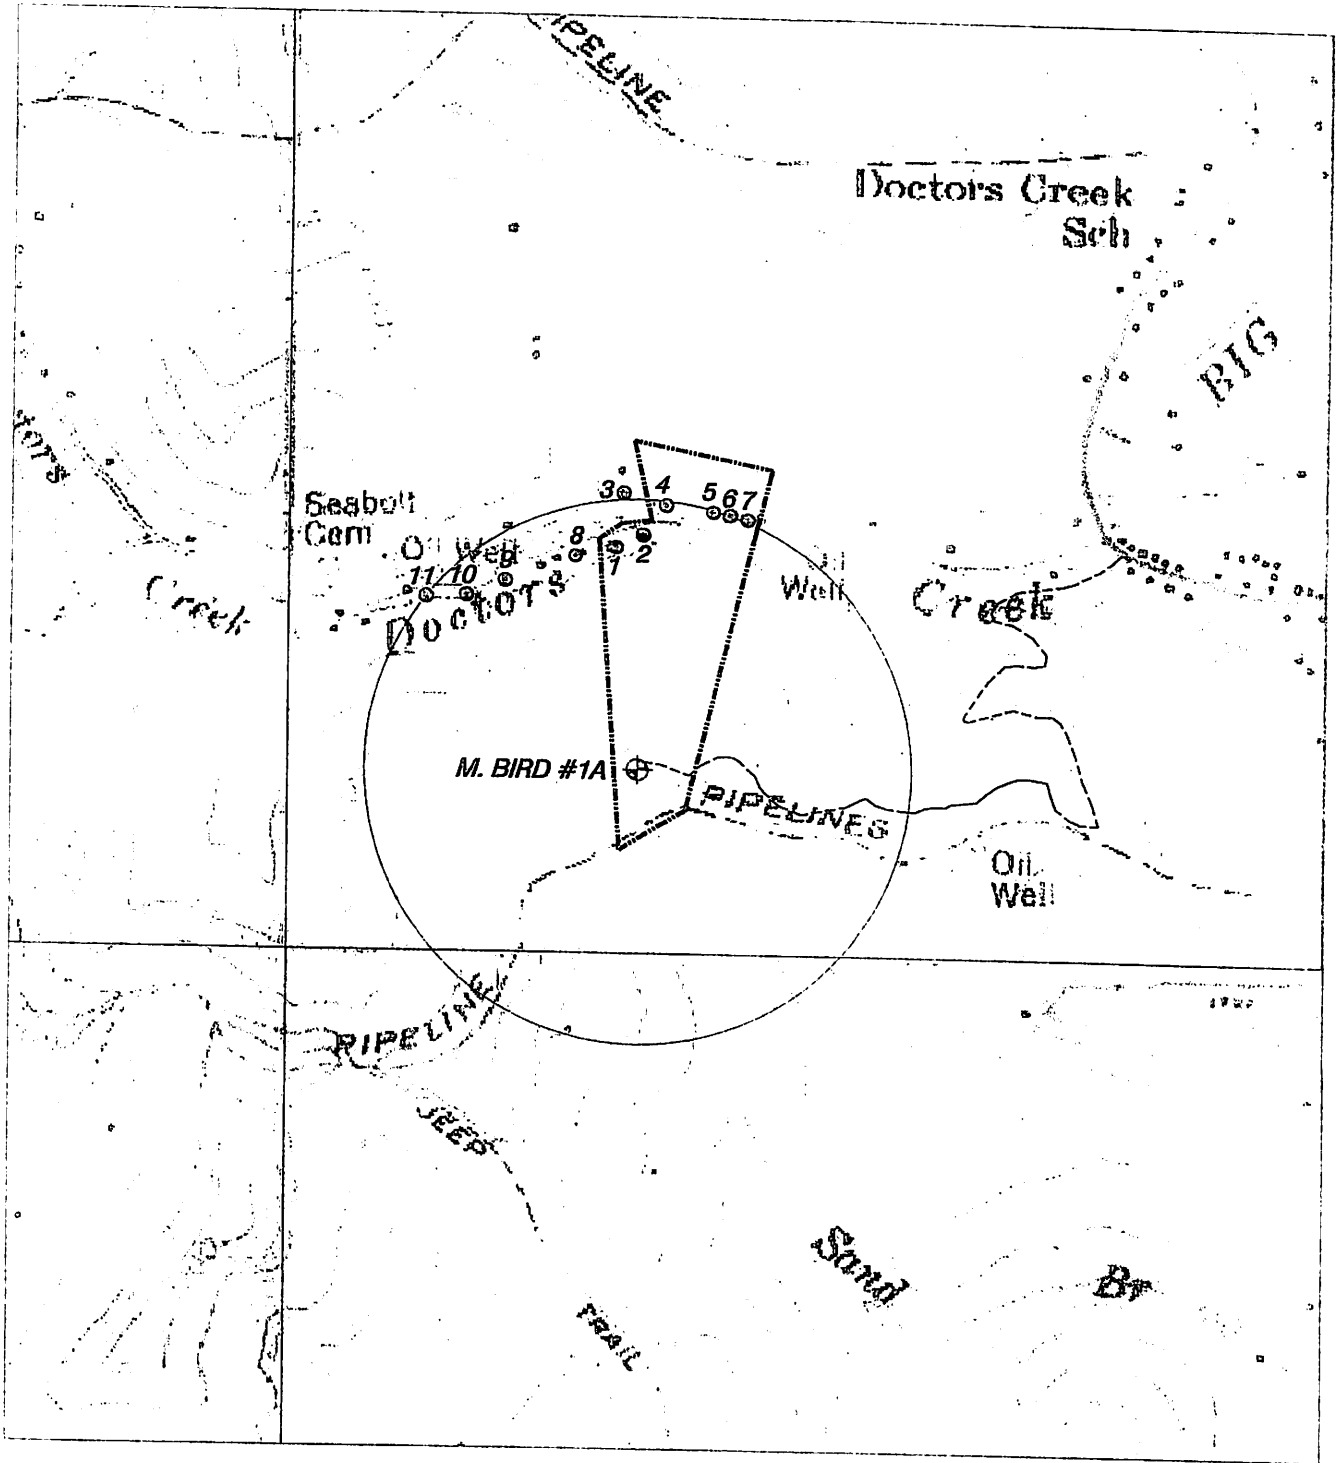 PIPELINE
Doctors Creek
Sch
BIG
tors
3
4
5
6
7
Seabolt
Cem
Oil Well
8
1
2
9
11
10
Well
Creek
Creek
Doctors
M. BIRD #1A
PIPELINES
Oil
Well
PIPELINE
JEEP
TRAIL
Sand
Br